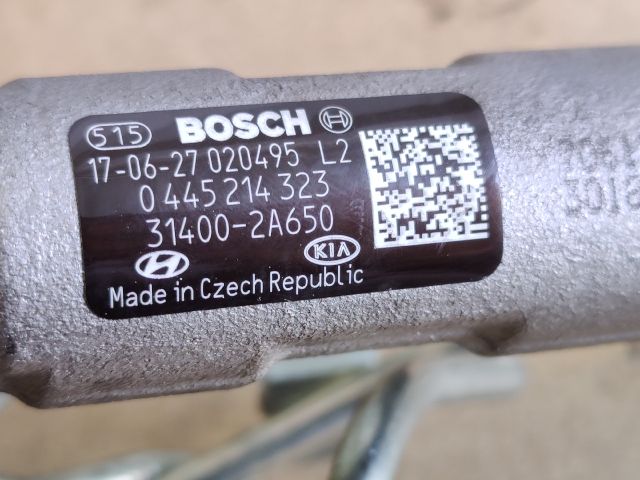 515 BOSCH
17-06-27 020495 L2
0 445 214 323
31400-2A650
KIA
Made in Czech Republic